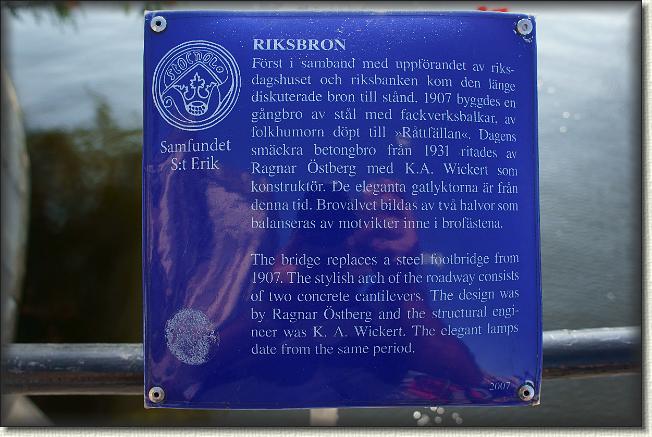 RIKSBRON
Först i samband med uppförandet av riks-
dagshuset och riksbanken kom den länge
diskuterade bron till stånd. 1907 byggdes en
gångbro av stål med fackverksbalkar, av
folkhumorn döpt till »Råttfällan«. Dagens
smäckra betongbro från 1931 ritades av
Ragnar Östberg med K.A. Wickert som
konstruktör. De eleganta gatlyktorna är från
denna tid. Brovalvet bildas av två halvor som
balanseras av motvikter inne i brofästena.
Samfundet
S:t Erik
The bridge replaces a steel footbridge from
1907. The stylish arch of the roadway consists
of two concrete cantilevers. The design was
by Ragnar Östberg and the structural engi-
neer was K. A. Wickert. The elegant lamps
date from the same period.
2007